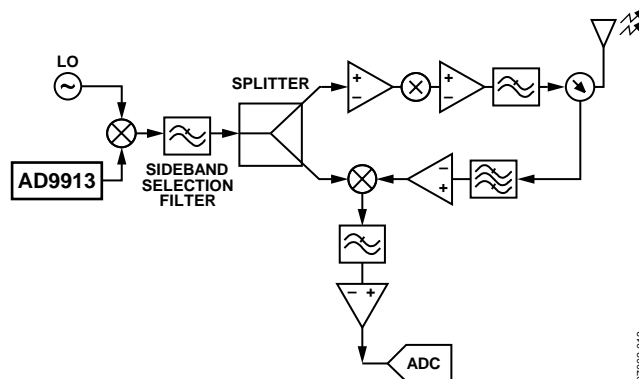 LO
SPLITTER
AD9913
SIDEBAND
SELECTION
FILTER
+
−
+
−
−
+
− +
ADC